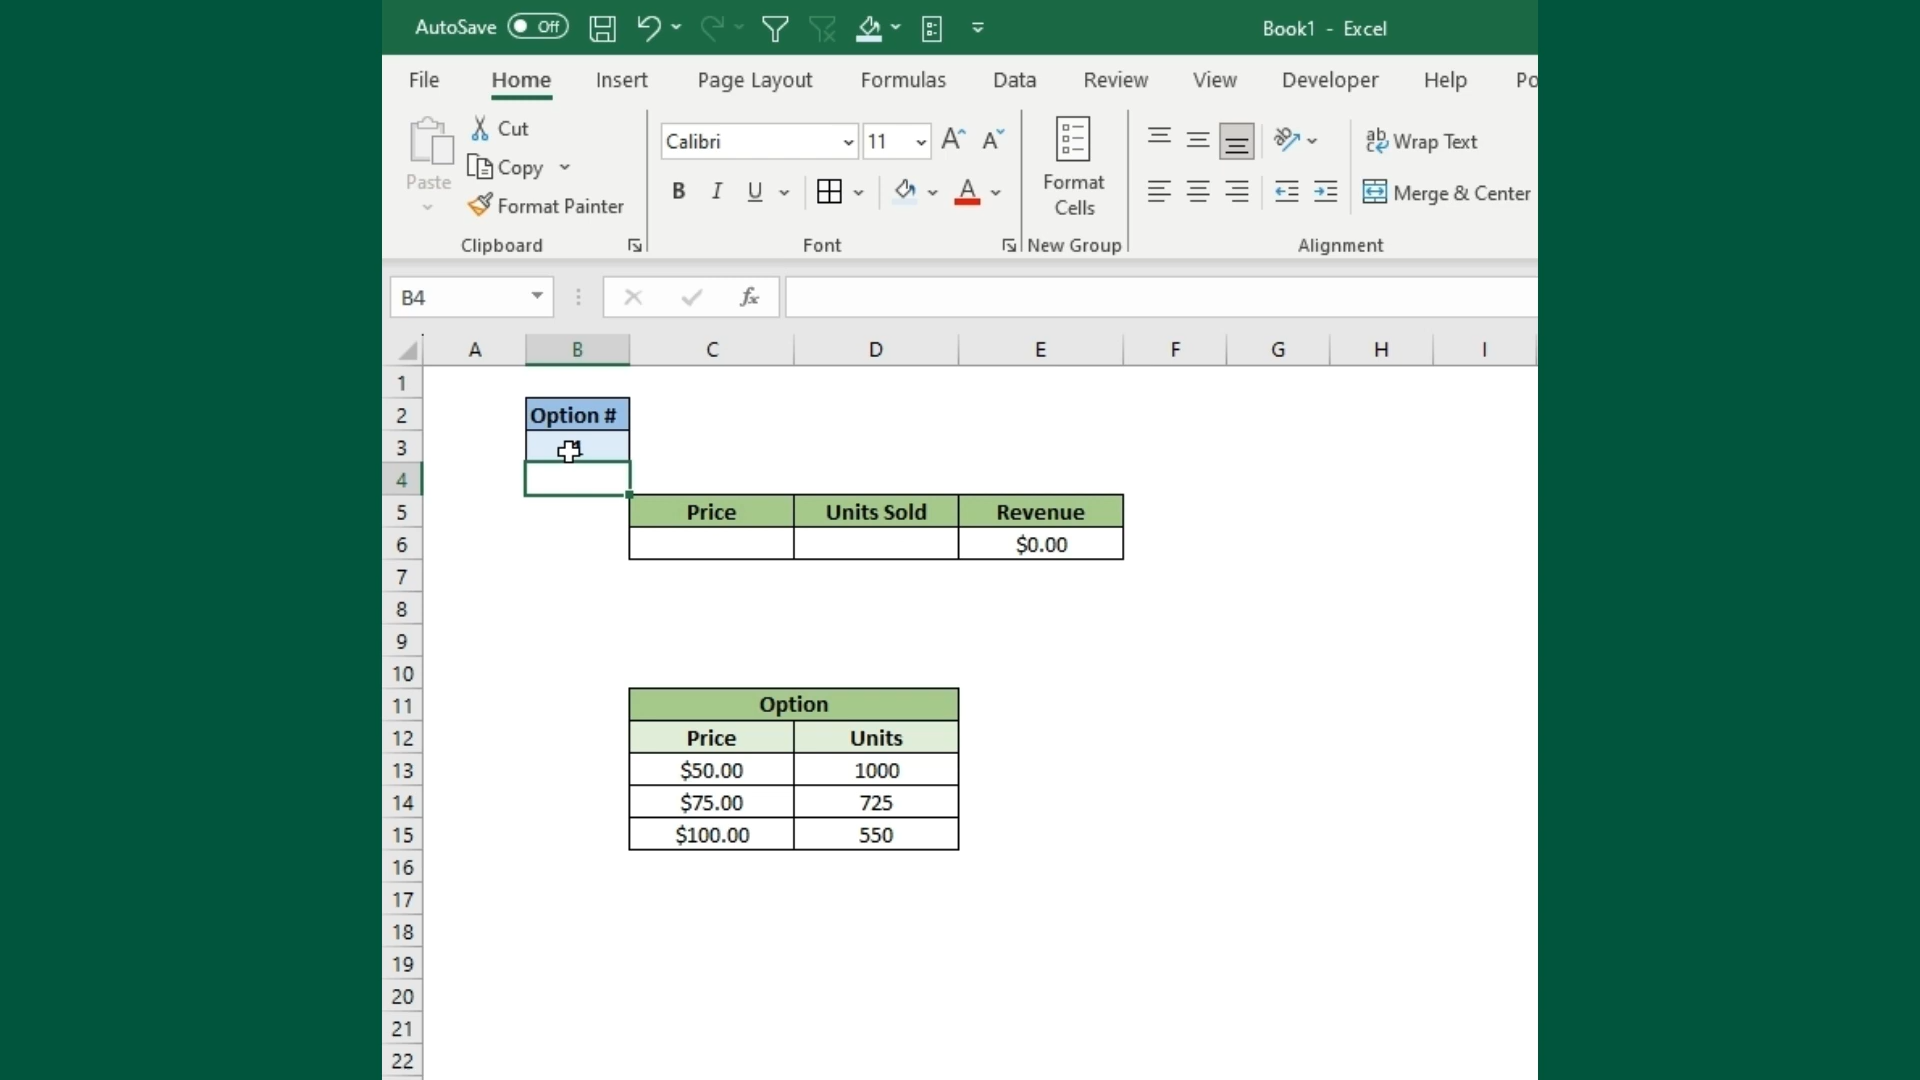 AutoSave Off Book1 - Excel
File Home Insert Page Layout Formulas Data Review View Developer Help Po
Paste Cut Copy Format Painter
Clipboard
Calibri 11
B I U A
Font
Format Cells
New Group
ab Wrap Text
Merge & Center
Alignment
B4 fx
A B C D E F G H I
1
2 Option #
3
4
5 Price Units Sold Revenue
6 $0.00
7
8
9
10
11 Option
12 Price Units
13 $50.00 1000
14 $75.00 725
15 $100.00 550
16
17
18
19
20
21
22